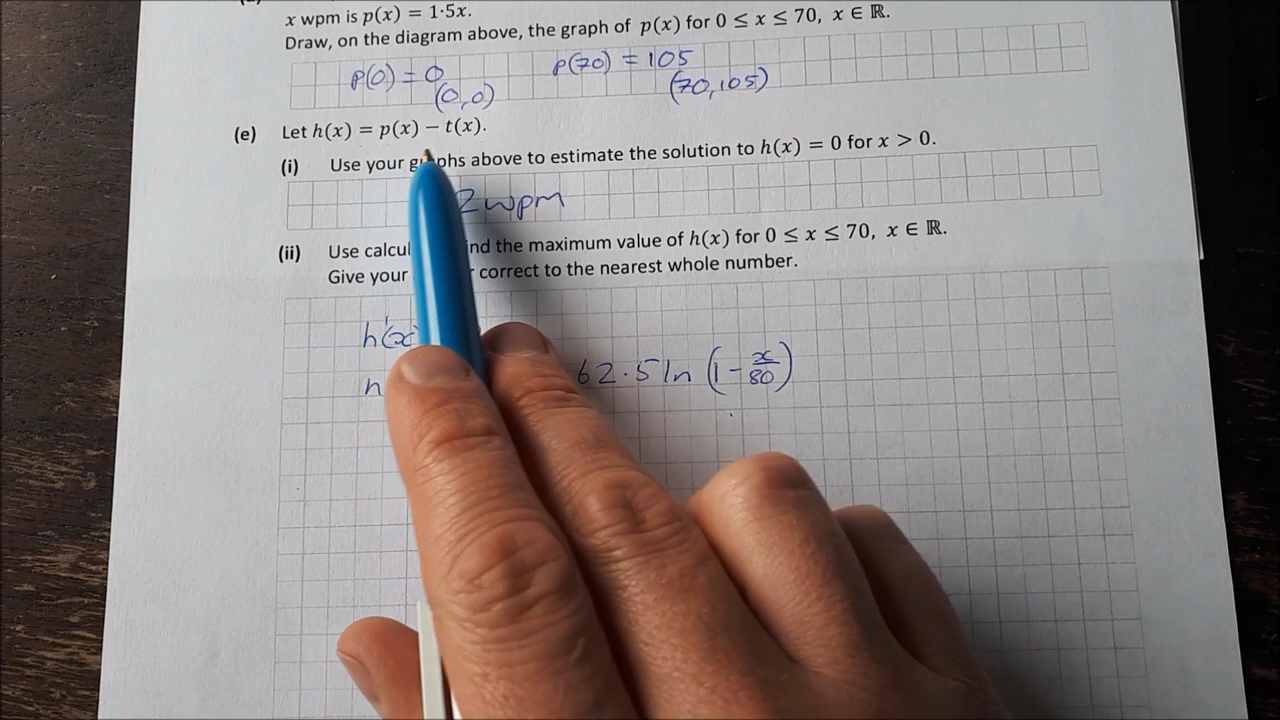 x wpm is p(x) = 1·5x.
Draw, on the diagram above, the graph of p(x) for 0 ≤ x ≤ 70, x ∈ ℝ.
p(0) = 0 p(70) = 105
(0,0) (70,105)
(e) Let h(x) = p(x) − t(x).
(i) Use your graphs above to estimate the solution to h(x) = 0 for x > 0.
2 wpm
(ii) Use calcu nd the maximum value of h(x) for 0 ≤ x ≤ 70, x ∈ ℝ.
Give your correct to the nearest whole number.
h(x)
62.5 ln (1 - x/80)